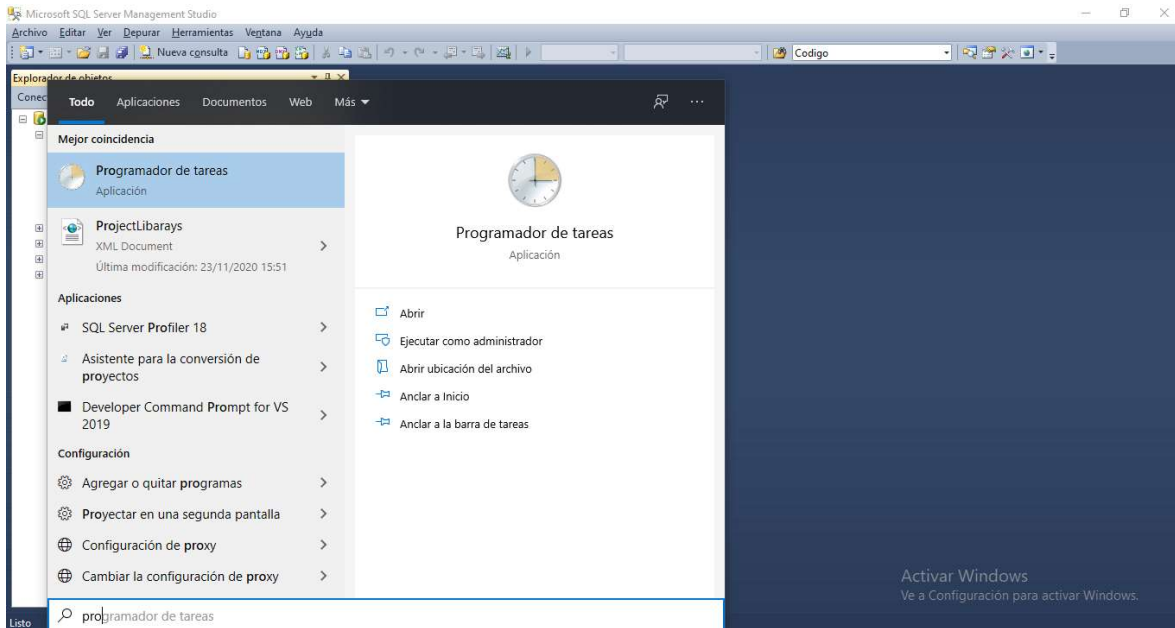 Microsoft SQL Server Management Studio
Archivo Editar Ver Depurar Herramientas Ventana Ayuda
Nueva consulta
Codigo
Explorador de objetos
Conec
Todo Aplicaciones Documentos Web Más
Mejor coincidencia
Programador de tareas
Aplicación
ProjectLibarays
XML Document
Última modificación: 23/11/2020 15:51
Aplicaciones
SQL Server Profiler 18
Asistente para la conversión de
proyectos
Developer Command Prompt for VS
2019
Configuración
Agregar o quitar programas
Proyectar en una segunda pantalla
Configuración de proxy
Cambiar la configuración de proxy
programador de tareas
Programador de tareas
Aplicación
Abrir
Ejecutar como administrador
Abrir ubicación del archivo
Anclar a Inicio
Anclar a la barra de tareas
Activar Windows
Ve a Configuración para activar Windows.
Listo